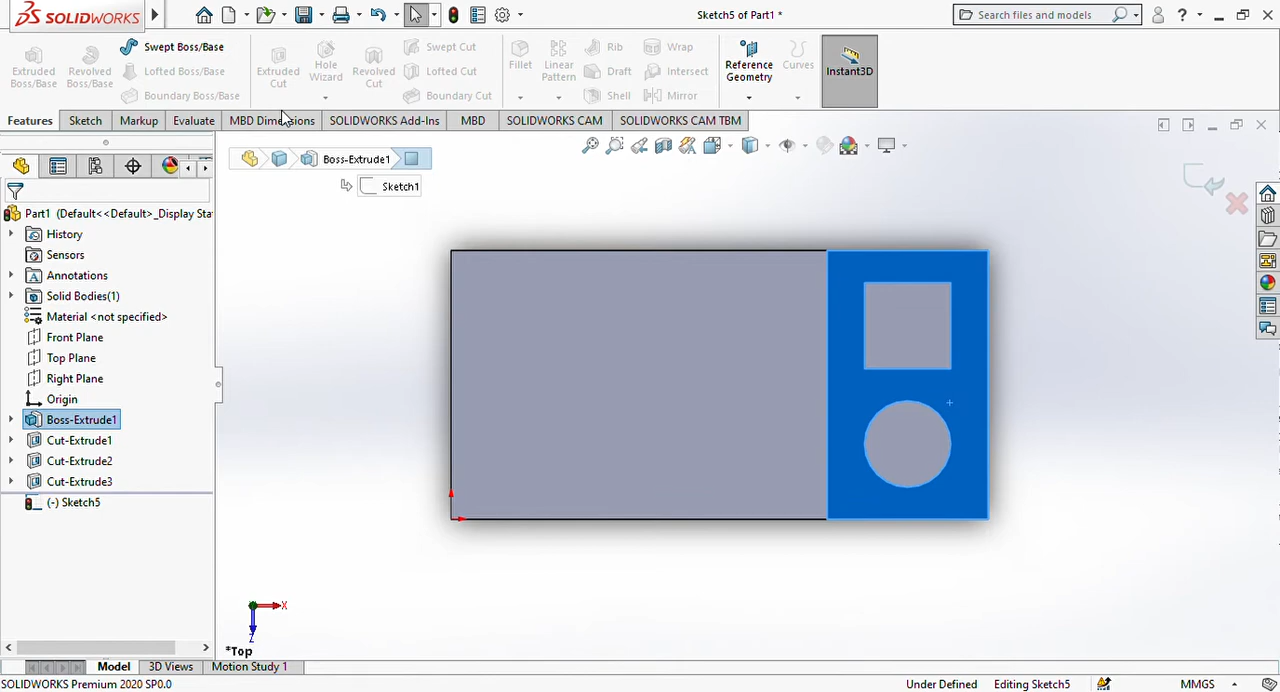 SOLIDWORKS
Sketch5 of Part1 *
Search files and models
?
Extruded Boss/Base
Revolved Boss/Base
Swept Boss/Base
Lofted Boss/Base
Boundary Boss/Base
Extruded Cut
Hole Wizard
Revolved Cut
Swept Cut
Lofted Cut
Boundary Cut
Fillet
Linear Pattern
Rib
Draft
Shell
Wrap
Intersect
Mirror
Reference Geometry
Curves
Instant3D
Features
Sketch
Markup
Evaluate
MBD Dimensions
SOLIDWORKS Add-Ins
MBD
SOLIDWORKS CAM
SOLIDWORKS CAM TBM
Boss-Extrude1
Sketch1
Part1 (Default<<Default>_Display Sta
History
Sensors
Annotations
Solid Bodies(1)
Material <not specified>
Front Plane
Top Plane
Right Plane
Origin
Boss-Extrude1
Cut-Extrude1
Cut-Extrude2
Cut-Extrude3
(-) Sketch5
X
Z
*Top
Model
3D Views
Motion Study 1
SOLIDWORKS Premium 2020 SP0.0
Under Defined
Editing Sketch5
MMGS